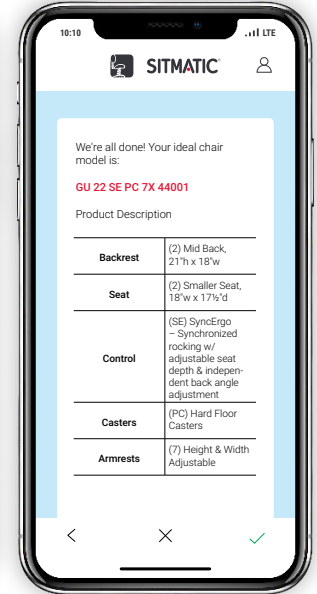 10:10
LTE
SITMATIC
We're all done! Your ideal chair
model is:
GU 22 SE PC 7X 44001
Product Description
Backrest
(2) Mid Back,
21"h x 18"w
Seat
(2) Smaller Seat,
18"w x 17½"d
Control
(SE) SyncErgo
– Synchronized
rocking w/
adjustable seat
depth & indepen-
dent back angle
adjustment
Casters
(PC) Hard Floor
Casters
Armrests
(7) Height & Width
Adjustable